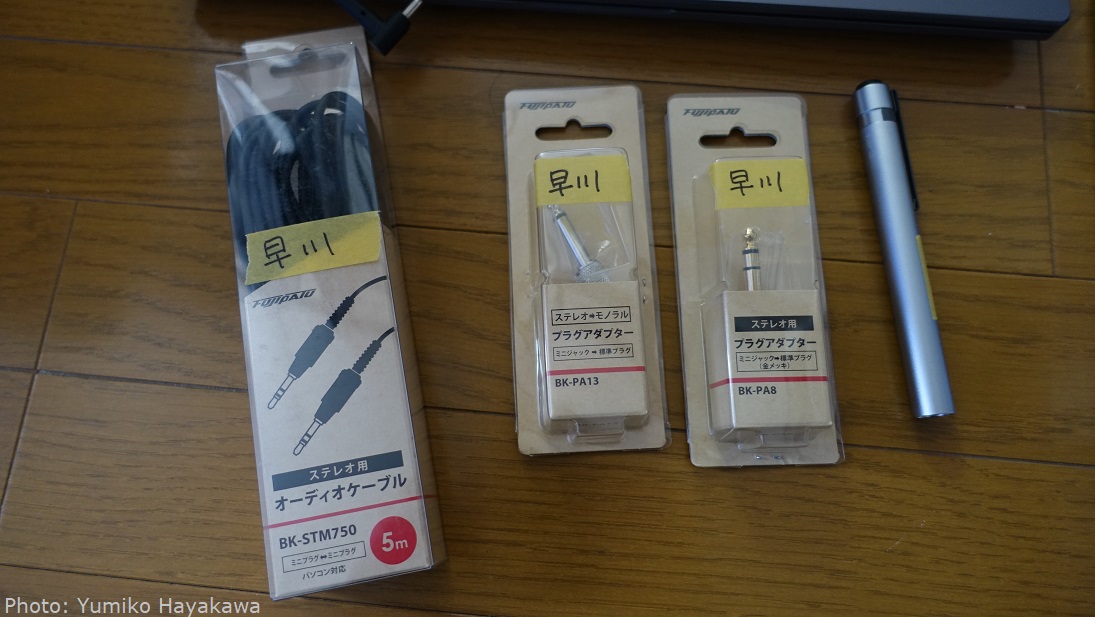 早川
FUJIPARU
ステレオ用
オーディオケーブル
BK-STM750
5m
ミニプラグ⇔ミニプラグ
パソコン対応
FUJIPARU
早川
ステレオ➡モノラル
プラグアダプター
ミニジャック➡標準プラグ
BK-PA13
FUJIPARU
早川
ステレオ用
プラグアダプター
ミニジャック➡標準プラグ
(金メッキ)
BK-PA8
Photo: Yumiko Hayakawa